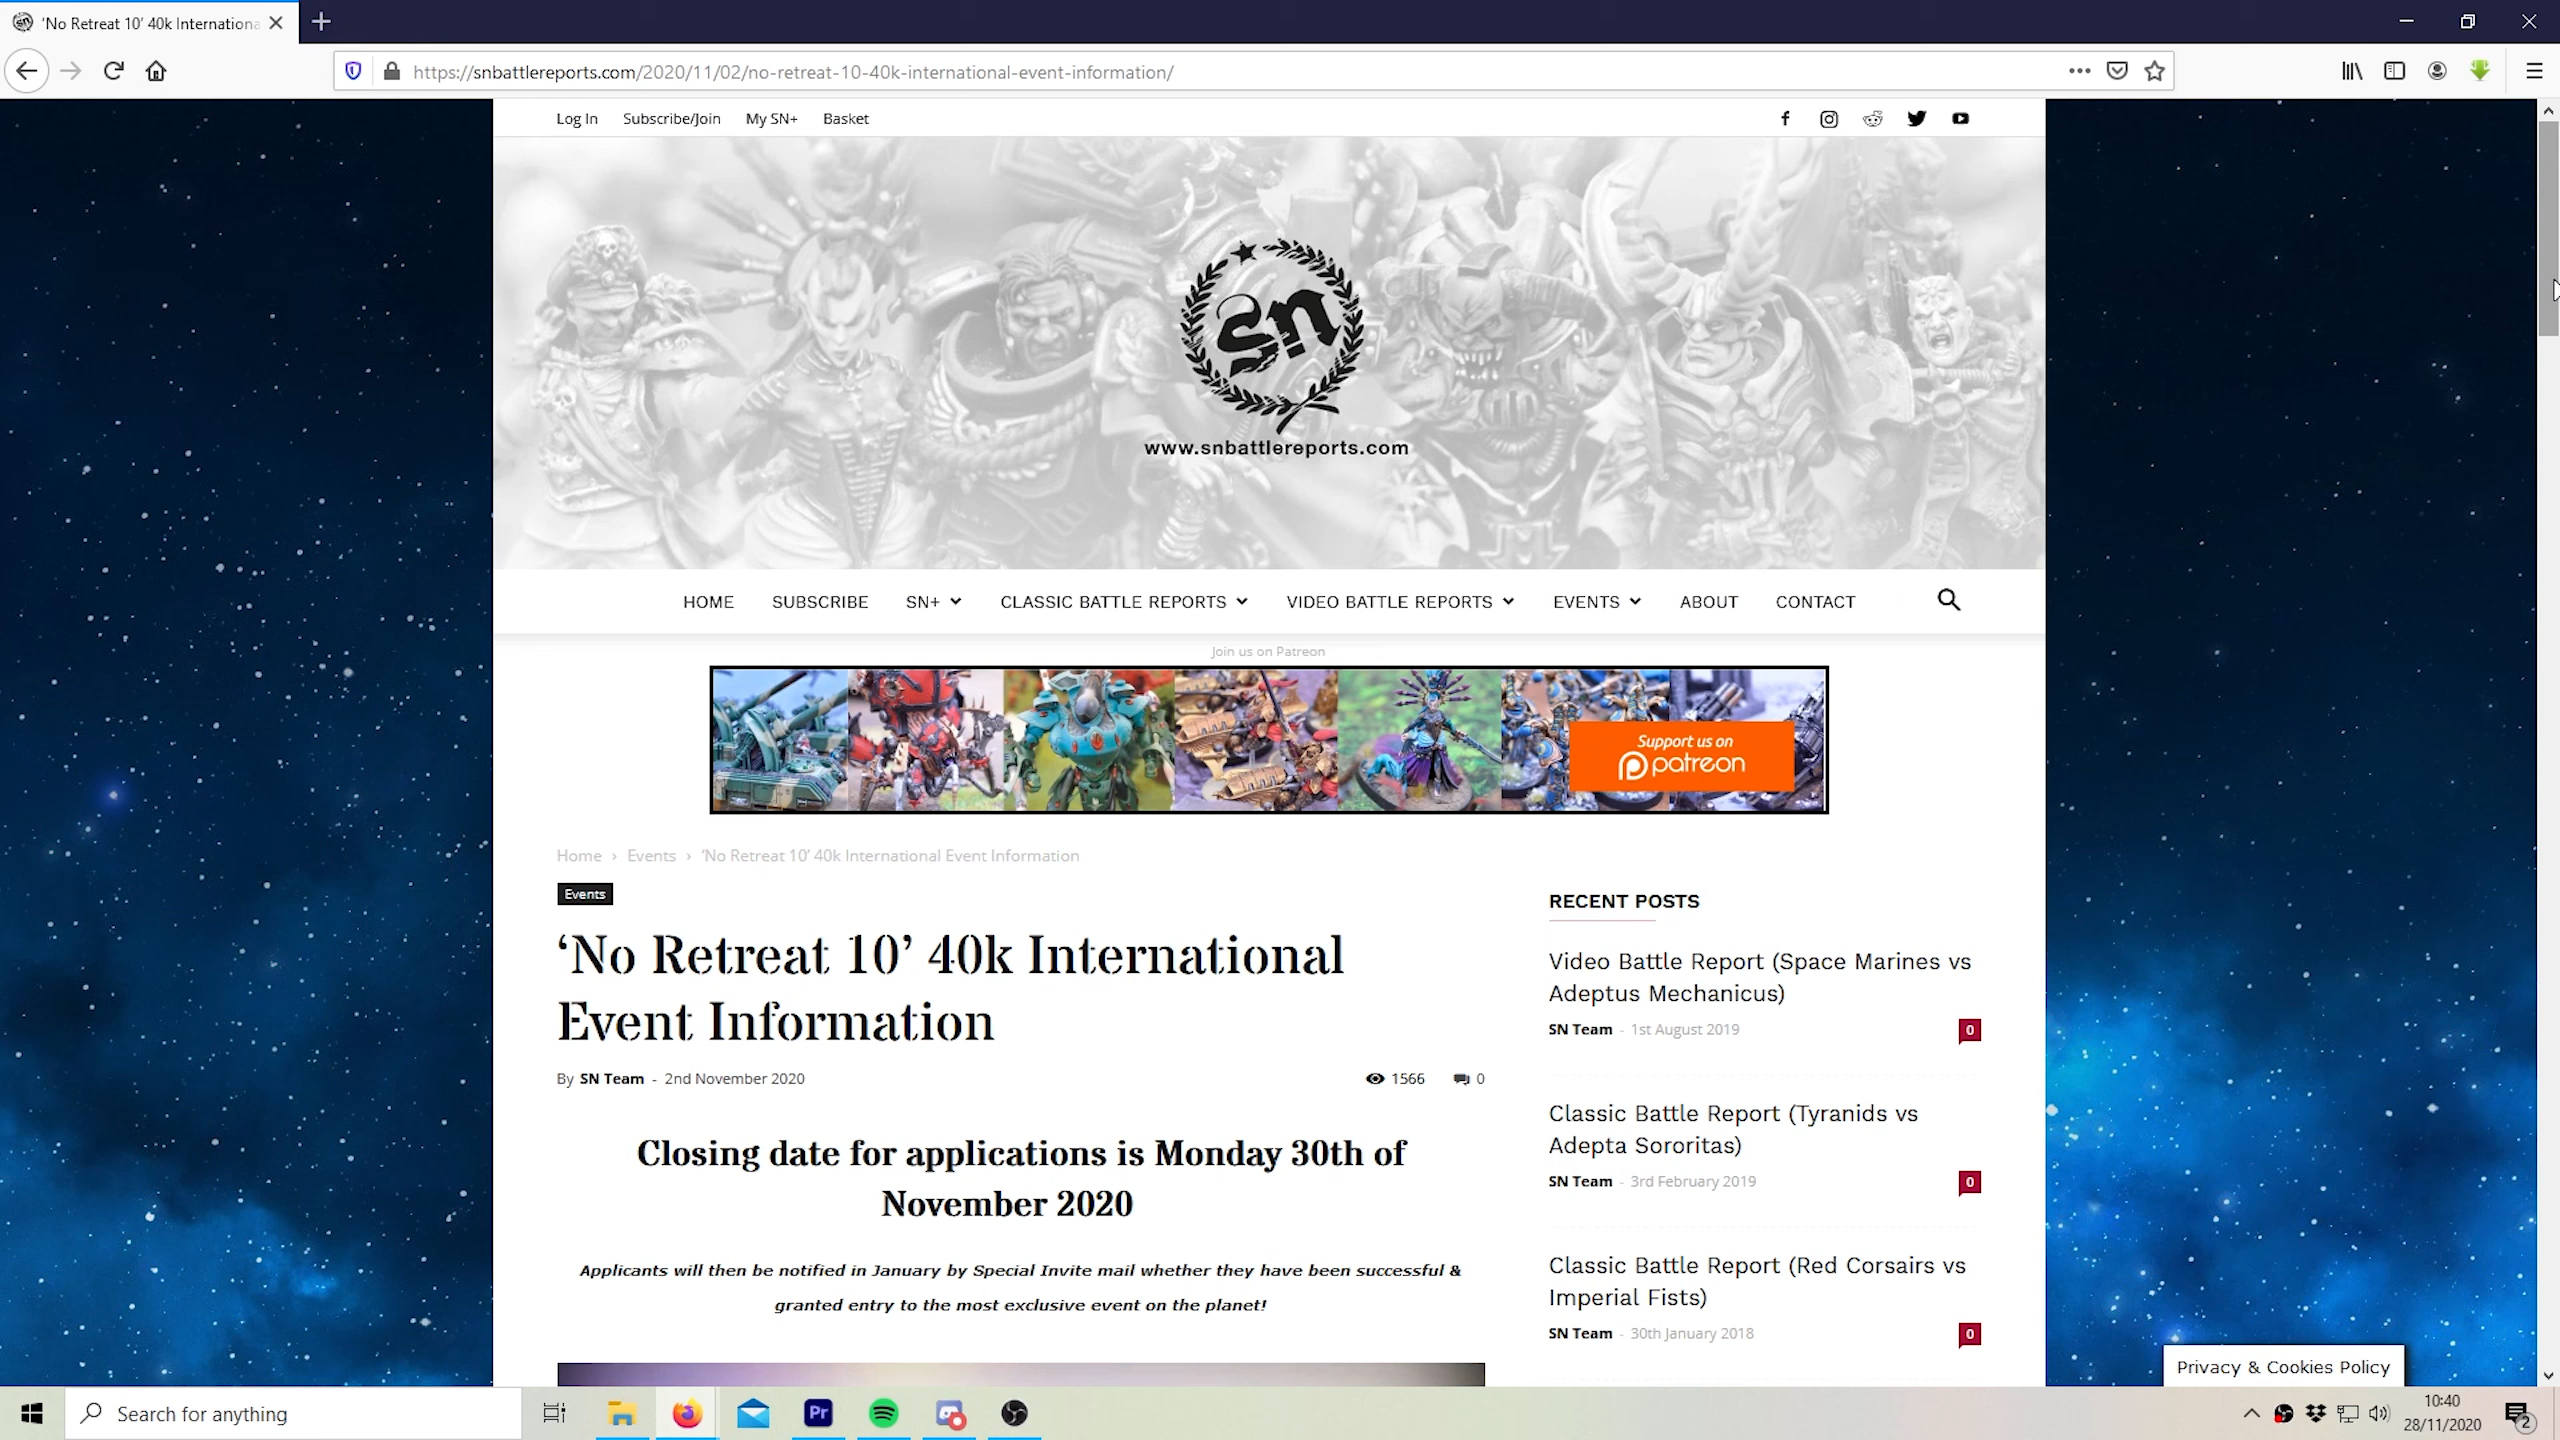 'No Retreat 10' 40k Internationa
https://snbattlereports.com/2020/11/02/no-retreat-10-40k-international-event-information/
Log In Subscribe/Join My SN+ Basket
sn
www.snbattlereports.com
HOME SUBSCRIBE SN+ CLASSIC BATTLE REPORTS VIDEO BATTLE REPORTS EVENTS ABOUT CONTACT
Join us on Patreon
Support us on
patreon
Home › Events › 'No Retreat 10' 40k International Event Information
Events
‘No Retreat 10’ 40k International
Event Information
By SN Team - 2nd November 2020 1566 0
Closing date for applications is Monday 30th of
November 2020
Applicants will then be notified in January by Special Invite mail whether they have been successful &
granted entry to the most exclusive event on the planet!
RECENT POSTS
Video Battle Report (Space Marines vs
Adeptus Mechanicus)
SN Team - 1st August 2019 0
Classic Battle Report (Tyranids vs
Adepta Sororitas)
SN Team - 3rd February 2019 0
Classic Battle Report (Red Corsairs vs
Imperial Fists)
SN Team - 30th January 2018 0
Privacy & Cookies Policy
Search for anything
Pr
10:40
28/11/2020
2